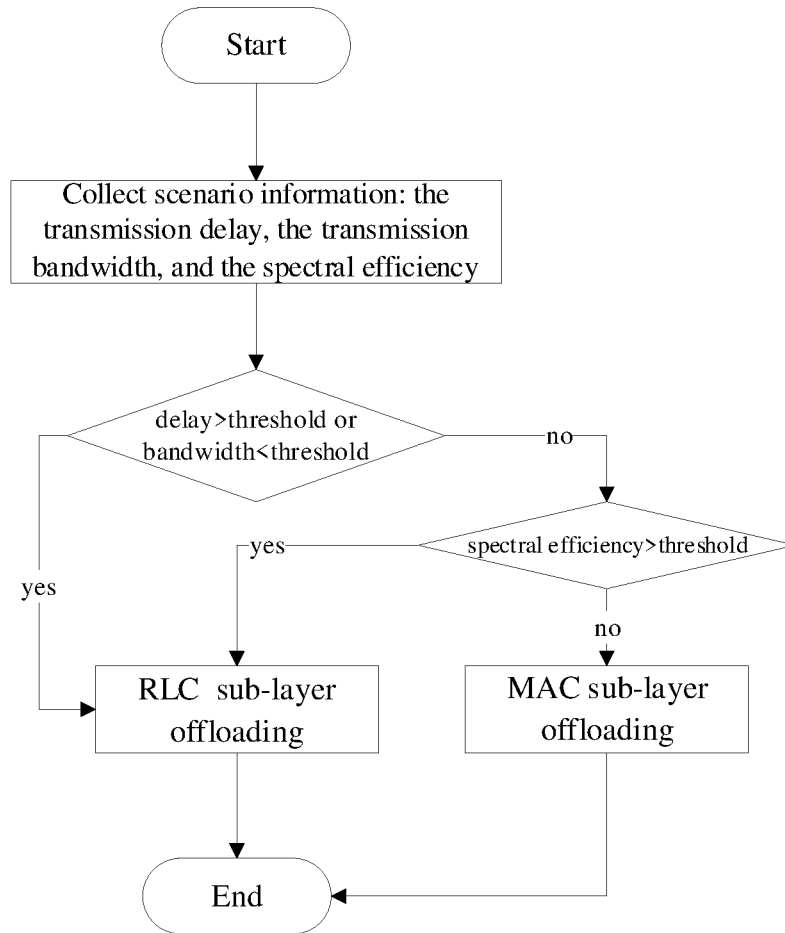 Start
Collect scenario information: the
transmission delay, the transmission
bandwidth, and the spectral efficiency
delay>threshold or
bandwidth<threshold
no
spectral efficiency>threshold
yes
yes
no
RLC sub-layer
offloading
MAC sub-layer
offloading
End